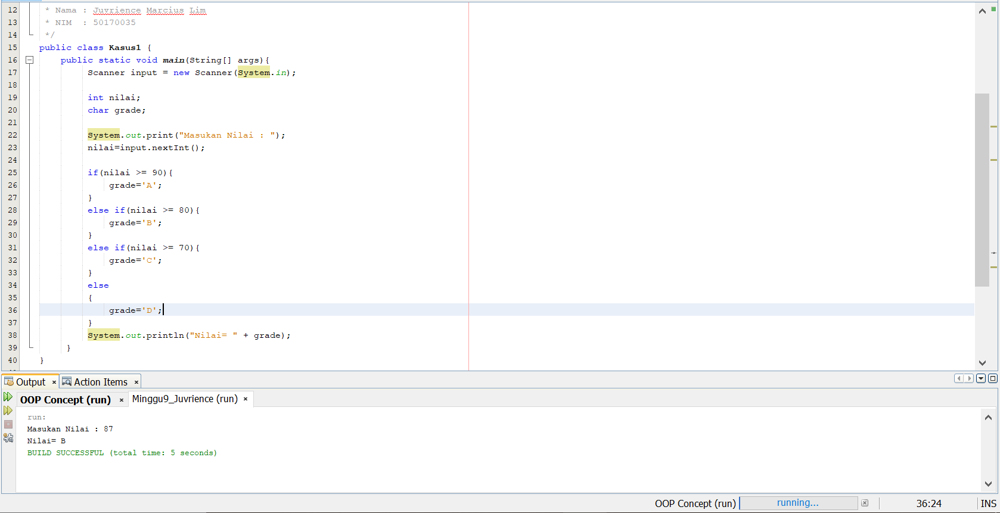 12 * Nama : Juvrience Marcius Lim
13 * NIM  : 50170035
14 */
15 public class Kasus1 {
16     public static void main(String[] args){
17         Scanner input = new Scanner(System.in);
18
19         int nilai;
20         char grade;
21
22         System.out.print("Masukan Nilai : ");
23         nilai=input.nextInt();
24
25         if(nilai >= 90){
26             grade='A';
27         }
28         else if(nilai >= 80){
29             grade='B';
30         }
31         else if(nilai >= 70){
32             grade='C';
33         }
34         else
35         {
36             grade='D';
37         }
38         System.out.println("Nilai= " + grade);
39     }
40 }
Output × Action Items ×
OOP Concept (run) × Minggu9_Juvrience (run) ×
run:
Masukan Nilai : 87
Nilai= B
BUILD SUCCESSFUL (total time: 5 seconds)
OOP Concept (run) running... 36:24 INS